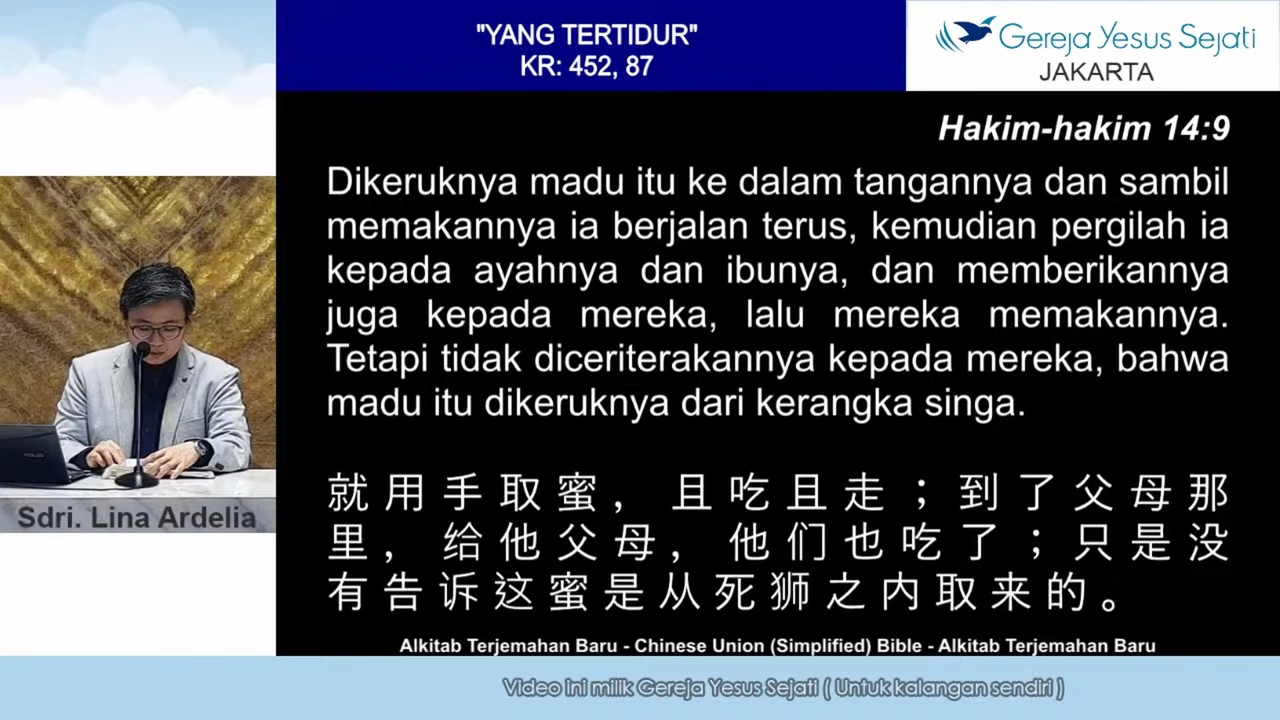 "YANG TERTIDUR"
KR: 452, 87
Gereja Yesus Sejati
JAKARTA
Hakim-hakim 14:9
Dikeruknya madu itu ke dalam tangannya dan sambil
memakannya ia berjalan terus, kemudian pergilah ia
kepada ayahnya dan ibunya, dan memberikannya
juga kepada mereka, lalu mereka memakannya.
Tetapi tidak diceriterakannya kepada mereka, bahwa
madu itu dikeruknya dari kerangka singa.
就用手取蜜，且吃且走；到了父母那
里，给他父母，他们也吃了；只是没
有告诉这蜜是从死狮之内取来的。
Alkitab Terjemahan Baru - Chinese Union (Simplified) Bible - Alkitab Terjemahan Baru
Sdri. Lina Ardelia
Video ini milik Gereja Yesus Sejati ( Untuk kalangan sendiri )